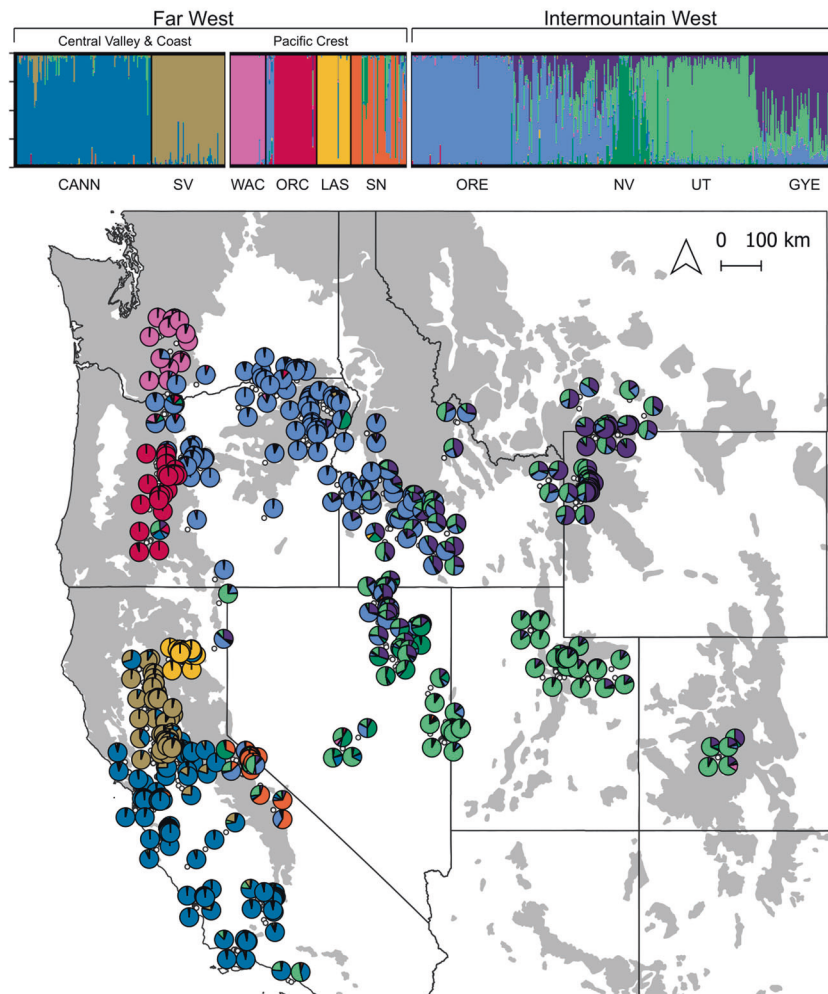 Far West Intermountain West
Central Valley & Coast Pacific Crest
CANN SV WAC ORC LAS SN ORE NV UT GYE
0 100 km